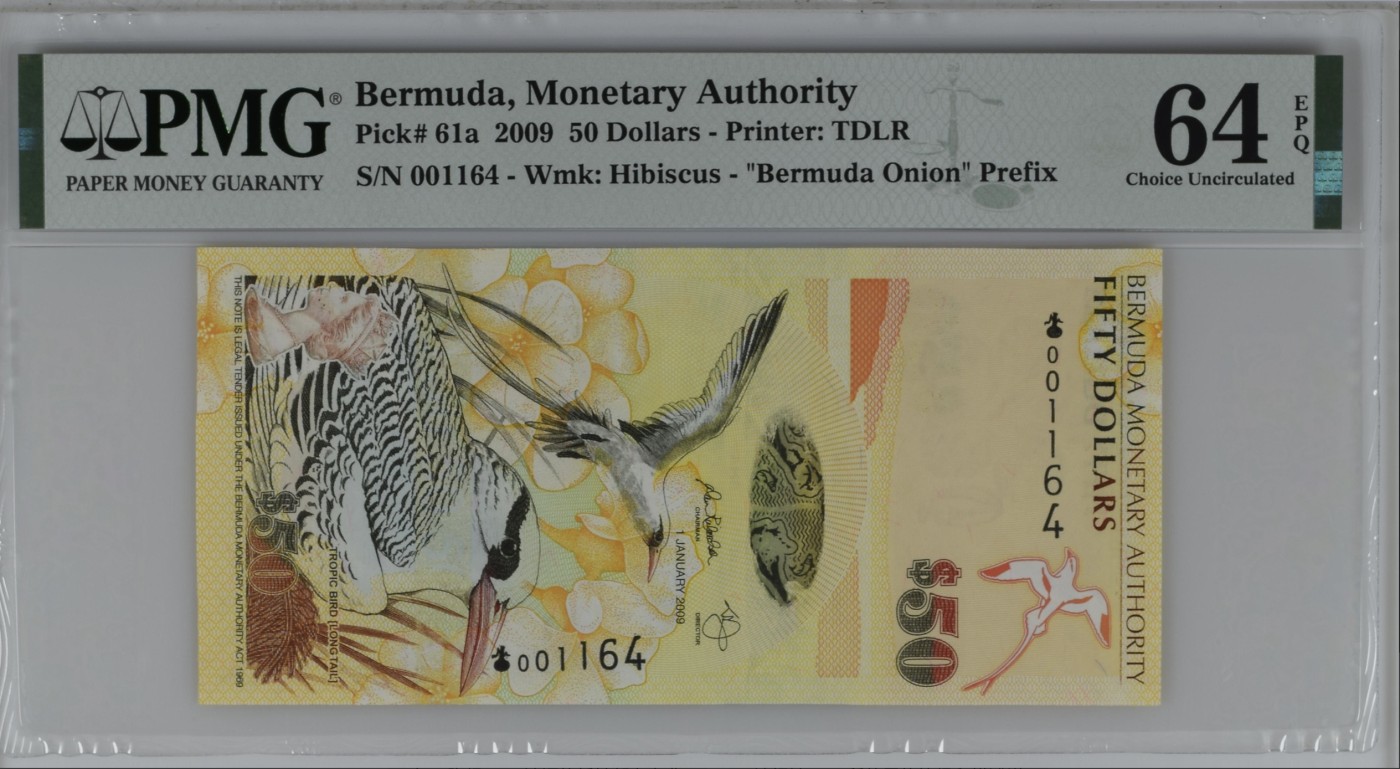 PMG®
PAPER MONEY GUARANTY
Bermuda, Monetary Authority
Pick# 61a 2009 50 Dollars - Printer: TDLR
S/N 001164 - Wmk: Hibiscus - "Bermuda Onion" Prefix
64
EPQ
Choice Uncirculated
BERMUDA MONETARY AUTHORITY
FIFTY DOLLARS
001164
$50
CHAIRMAN
DIRECTOR
1 JANUARY 2009
001164
TROPIC BIRD [LONGTAIL]
$50
THIS NOTE IS LEGAL TENDER ISSUED UNDER THE BERMUDA MONETARY AUTHORITY ACT 1969